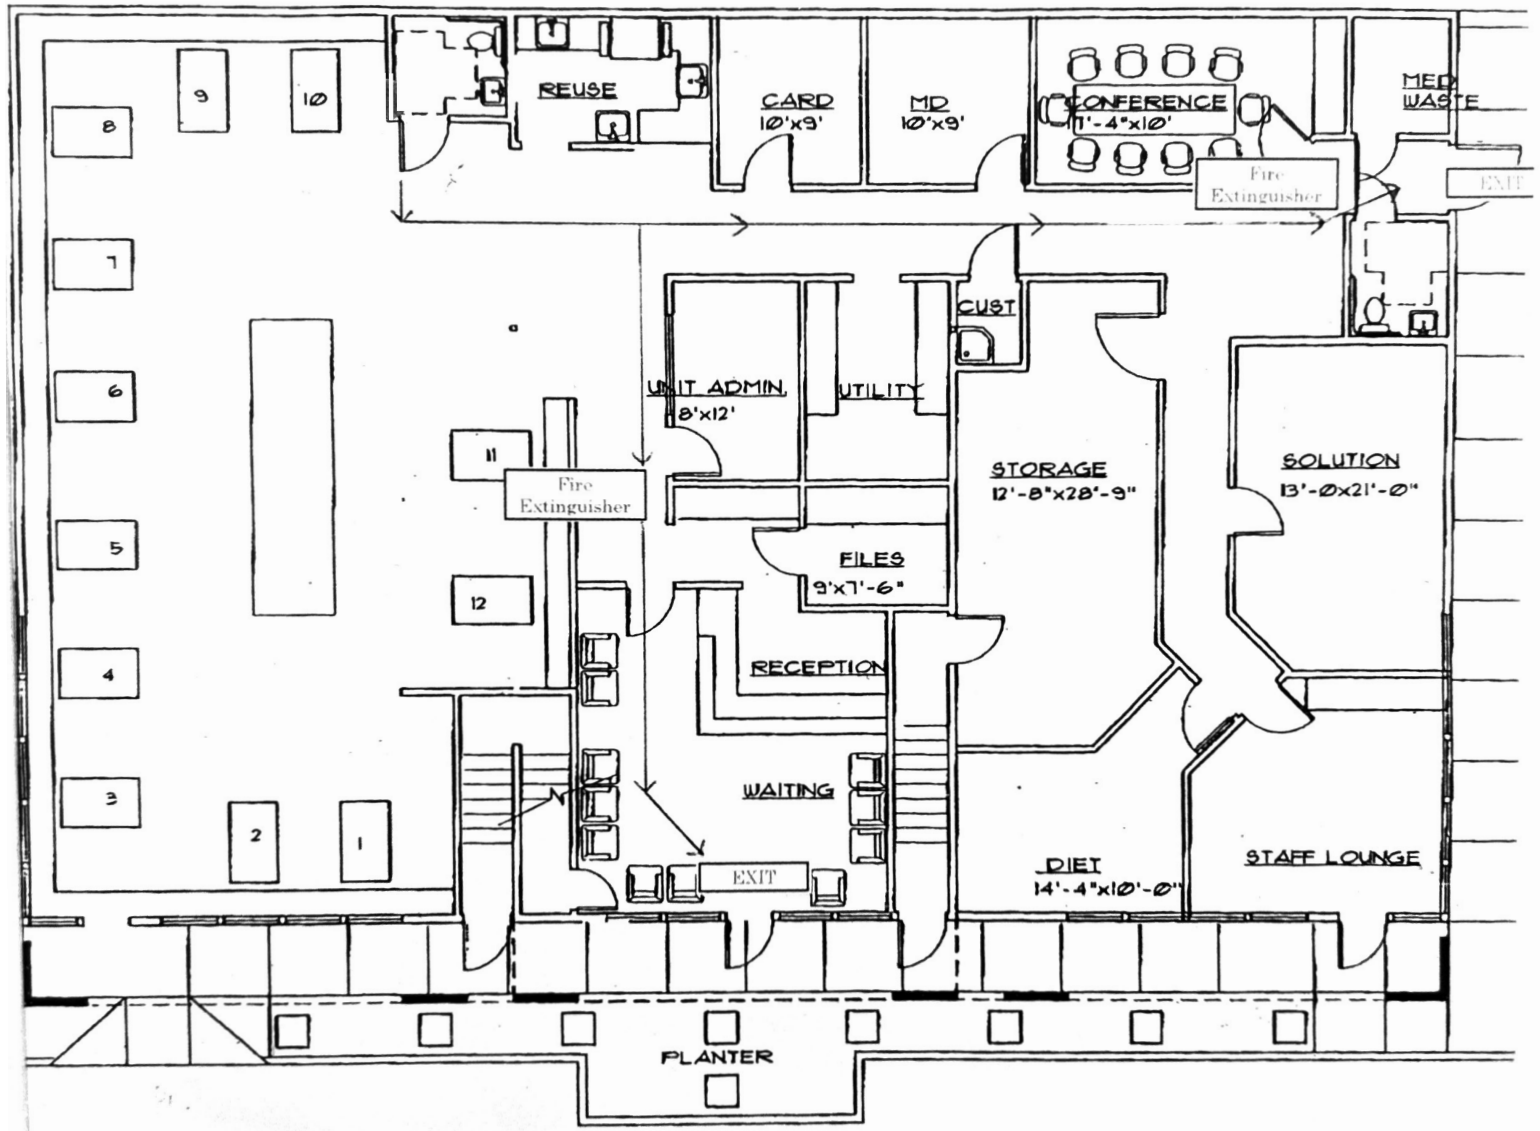 9
10
REUSE
CARD
10'x9'
MD
10'x9'
CONFERENCE
17'-4"x10'
MED
WASTE
8
Fire
Extinguisher
EXIT
7
CUST
6
UNIT ADMIN.
8'x12'
UTILITY
11
STORAGE
12'-8"x28'-9"
SOLUTION
13'-0x21'-0"
Fire
Extinguisher
5
FILES
9'x7'-6"
12
4
RECEPTION
3
2
1
WAITING
EXIT
DIET
14'-4"x10'-0"
STAFF LOUNGE
PLANTER